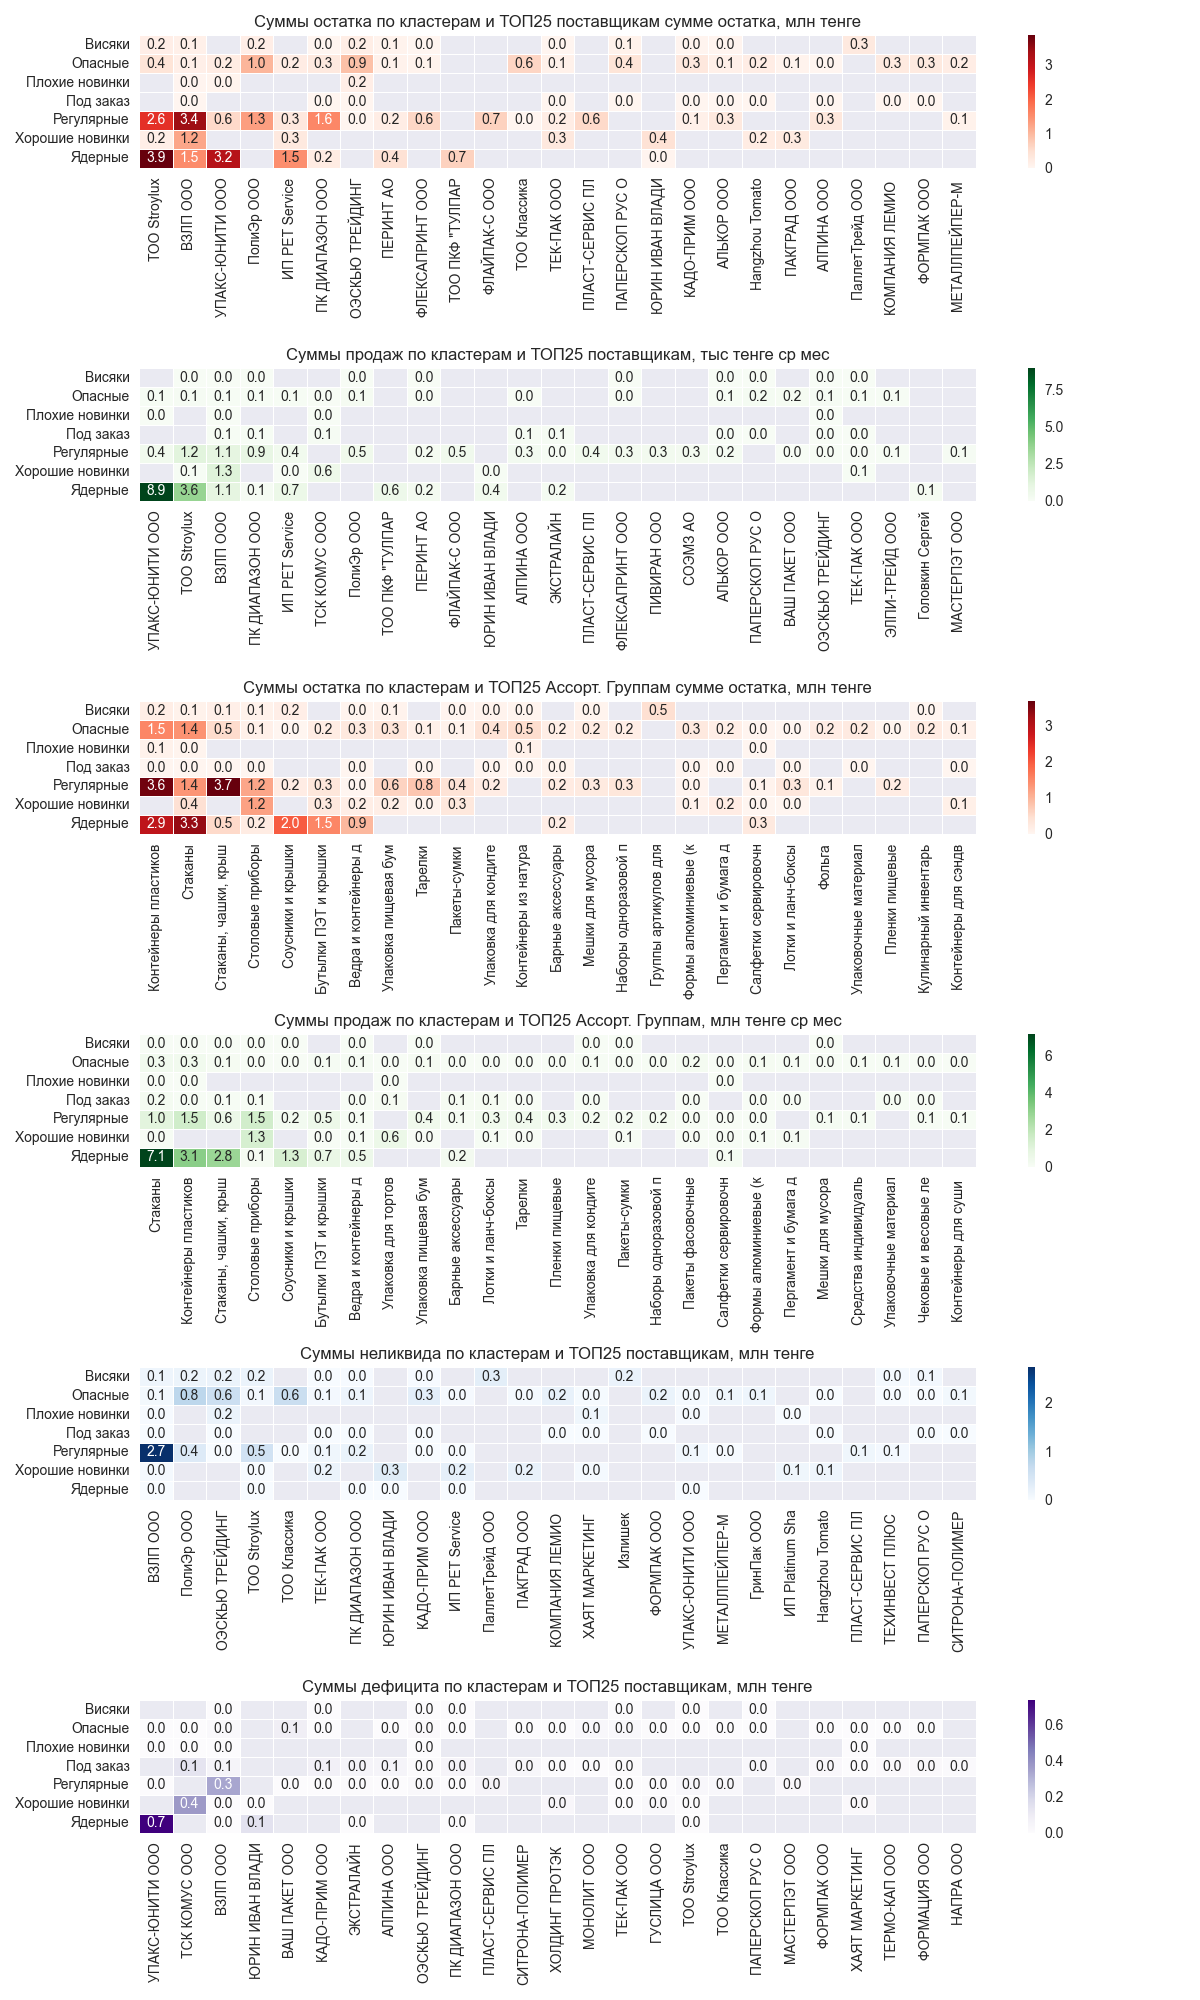 Суммы остатка по кластерам и ТОП25 поставщикам сумме остатка, млн тенге
Висяки 0.2 0.1 0.2 0.0 0.2 0.1 0.0 0.0 0.1 0.0 0.0 0.3
Опасные 0.4 0.1 0.2 1.0 0.2 0.3 0.9 0.1 0.1 0.6 0.1 0.4 0.3 0.1 0.2 0.1 0.0 0.3 0.3 0.2
Плохие новинки 0.0 0.0 0.2
Под заказ 0.0 0.0 0.0 0.0 0.0 0.0 0.0 0.0 0.0 0.0 0.0
Регулярные 2.6 3.4 0.6 1.3 0.3 1.6 0.0 0.2 0.6 0.7 0.0 0.2 0.6 0.1 0.3 0.3 0.1
Хорошие новинки 0.2 1.2 0.3 0.3 0.4 0.2 0.3
Ядерные 3.9 1.5 3.2 1.5 0.2 0.4 0.7 0.0
3
2
1
0
ТОО Stroylux
ВЗЛП ООО
УПАКС-ЮНИТИ ООО
ПолиЭр ООО
ИП PET Service
ПК ДИАПАЗОН ООО
ОЭСКЬЮ ТРЕЙДИНГ
ПЕРИНТ АО
ФЛЕКСАПРИНТ ООО
ТОО ПКФ "ТУЛПАР
ФЛАЙПАК-С ООО
ТОО Классика
ТЕК-ПАК ООО
ПЛАСТ-СЕРВИС ПЛ
ПАПЕРСКОП РУС О
ЮРИН ИВАН ВЛАДИ
КАДО-ПРИМ ООО
АЛЬКОР ООО
Hangzhou Tomato
ПАКГРАД ООО
АЛПИНА ООО
ПаллетТрейд ООО
КОМПАНИЯ ЛЕМИО
ФОРМПАК ООО
МЕТАЛЛПЕЙПЕР-М
Суммы продаж по кластерам и ТОП25 поставщикам, тыс тенге ср мес
Висяки 0.0 0.0 0.0 0.0 0.0 0.0 0.0 0.0 0.0 0.0
Опасные 0.1 0.1 0.1 0.1 0.1 0.0 0.1 0.0 0.0 0.0 0.1 0.2 0.2 0.1 0.1 0.1
Плохие новинки 0.0 0.0 0.0 0.0
Под заказ 0.1 0.1 0.1 0.1 0.1 0.0 0.0 0.0 0.0
Регулярные 0.4 1.2 1.1 0.9 0.4 0.5 0.2 0.5 0.3 0.0 0.4 0.3 0.3 0.3 0.2 0.0 0.0 0.0 0.1 0.1
Хорошие новинки 0.1 1.3 0.0 0.6 0.0 0.1
Ядерные 8.9 3.6 1.1 0.1 0.7 0.6 0.2 0.4 0.2 0.1
7.5
5.0
2.5
0.0
УПАКС-ЮНИТИ ООО
ТОО Stroylux
ВЗЛП ООО
ПК ДИАПАЗОН ООО
ИП PET Service
ТСК КОМУС ООО
ПолиЭр ООО
ТОО ПКФ "ТУЛПАР
ПЕРИНТ АО
ФЛАЙПАК-С ООО
ЮРИН ИВАН ВЛАДИ
АЛПИНА ООО
ЭКСТРАЛАЙН
ПЛАСТ-СЕРВИС ПЛ
ФЛЕКСАПРИНТ ООО
ПИВИРАН ООО
СОЭМЗ АО
АЛЬКОР ООО
ПАПЕРСКОП РУС О
ВАШ ПАКЕТ ООО
ОЭСКЬЮ ТРЕЙДИНГ
ТЕК-ПАК ООО
ЭЛПИ-ТРЕЙД ООО
Головкин Сергей
МАСТЕРПЭТ ООО
Суммы остатка по кластерам и ТОП25 Ассорт. Группам сумме остатка, млн тенге
Висяки 0.2 0.1 0.1 0.1 0.2 0.0 0.1 0.0 0.0 0.0 0.0 0.5 0.0
Опасные 1.5 1.4 0.5 0.1 0.0 0.2 0.3 0.3 0.1 0.1 0.4 0.5 0.2 0.2 0.2 0.3 0.2 0.0 0.0 0.2 0.2 0.0 0.2 0.1
Плохие новинки 0.1 0.0 0.1 0.0
Под заказ 0.0 0.0 0.0 0.0 0.0 0.0 0.0 0.0 0.0 0.0 0.0 0.0 0.0 0.0
Регулярные 3.6 1.4 3.7 1.2 0.2 0.3 0.0 0.6 0.8 0.4 0.2 0.2 0.3 0.3 0.0 0.1 0.3 0.1 0.2
Хорошие новинки 0.4 1.2 0.3 0.2 0.2 0.0 0.3 0.1 0.2 0.0 0.0 0.1
Ядерные 2.9 3.3 0.5 0.2 2.0 1.5 0.9 0.2 0.3
3
2
1
0
Контейнеры пластиков
Стаканы
Стаканы, чашки, крыш
Столовые приборы
Соусники и крышки
Бутылки ПЭТ и крышки
Ведра и контейнеры д
Упаковка пищевая бум
Тарелки
Пакеты-сумки
Упаковка для кондите
Контейнеры из натура
Барные аксессуары
Мешки для мусора
Наборы одноразовой п
Группы артикулов для
Формы алюминиевые (к
Пергамент и бумага д
Салфетки сервировочн
Лотки и ланч-боксы
Фольга
Упаковочные материал
Пленки пищевые
Кулинарный инвентарь
Контейнеры для сэндв
Суммы продаж по кластерам и ТОП25 Ассорт. Группам, млн тенге ср мес
Висяки 0.0 0.0 0.0 0.0 0.0 0.0 0.0 0.0 0.0 0.0
Опасные 0.3 0.3 0.1 0.0 0.0 0.1 0.1 0.0 0.1 0.0 0.0 0.0 0.0 0.1 0.0 0.0 0.2 0.0 0.1 0.1 0.0 0.1 0.1 0.0 0.0
Плохие новинки 0.0 0.0 0.0 0.0
Под заказ 0.2 0.0 0.1 0.1 0.0 0.1 0.1 0.1 0.0 0.0 0.0 0.0 0.0 0.0 0.0
Регулярные 1.0 1.5 0.6 1.5 0.2 0.5 0.1 0.4 0.1 0.3 0.4 0.3 0.2 0.2 0.2 0.0 0.0 0.0 0.1 0.1 0.1 0.1
Хорошие новинки 0.0 1.3 0.0 0.1 0.6 0.0 0.1 0.0 0.1 0.0 0.0 0.1 0.1
Ядерные 7.1 3.1 2.8 0.1 1.3 0.7 0.5 0.2 0.1
6
4
2
0
Стаканы
Контейнеры пластиков
Стаканы, чашки, крыш
Столовые приборы
Соусники и крышки
Бутылки ПЭТ и крышки
Ведра и контейнеры д
Упаковка для тортов
Упаковка пищевая бум
Барные аксессуары
Лотки и ланч-боксы
Тарелки
Пленки пищевые
Упаковка для кондите
Пакеты-сумки
Наборы одноразовой п
Пакеты фасовочные
Салфетки сервировочн
Формы алюминиевые (к
Пергамент и бумага д
Мешки для мусора
Средства индивидуаль
Упаковочные материал
Чековые и весовые ле
Контейнеры для суши
Суммы неликвида по кластерам и ТОП25 поставщикам, млн тенге
Висяки 0.1 0.2 0.2 0.2 0.0 0.0 0.0 0.3 0.2 0.0 0.1
Опасные 0.1 0.8 0.6 0.1 0.6 0.1 0.1 0.3 0.0 0.0 0.2 0.0 0.2 0.0 0.1 0.1 0.0 0.0 0.0 0.1
Плохие новинки 0.0 0.2 0.1 0.0 0.0
Под заказ 0.0 0.0 0.0 0.0 0.0 0.0 0.0 0.0 0.0 0.0 0.0
Регулярные 2.7 0.4 0.0 0.5 0.0 0.1 0.2 0.0 0.0 0.1 0.0 0.1 0.1
Хорошие новинки 0.0 0.0 0.2 0.3 0.2 0.2 0.0 0.1 0.1
Ядерные 0.0 0.0 0.0 0.0 0.0 0.0
2
1
0
ВЗЛП ООО
ПолиЭр ООО
ОЭСКЬЮ ТРЕЙДИНГ
ТОО Stroylux
ТОО Классика
ТЕК-ПАК ООО
ПК ДИАПАЗОН ООО
ЮРИН ИВАН ВЛАДИ
КАДО-ПРИМ ООО
ИП PET Service
ПаллетТрейд ООО
ПАКГРАД ООО
КОМПАНИЯ ЛЕМИО
ХАЯТ МАРКЕТИНГ
Излишек
ФОРМПАК ООО
УПАКС-ЮНИТИ ООО
МЕТАЛЛПЕЙПЕР-М
ГринПак ООО
ИП Platinum Sha
Hangzhou Tomato
ПЛАСТ-СЕРВИС ПЛ
ТЕХИНВЕСТ ПЛЮС
ПАПЕРСКОП РУС О
СИТРОНА-ПОЛИМЕР
Суммы дефицита по кластерам и ТОП25 поставщикам, млн тенге
Висяки 0.0 0.0 0.0 0.0 0.0 0.0 0.0
Опасные 0.0 0.0 0.0 0.1 0.0 0.0 0.0 0.0 0.0 0.0 0.0 0.0 0.0 0.0 0.0 0.0 0.0 0.0 0.0 0.0
Плохие новинки 0.0 0.0 0.0 0.0 0.0
Под заказ 0.1 0.1 0.1 0.0 0.1 0.0 0.0 0.0 0.0 0.0 0.0 0.0 0.0 0.0 0.0 0.0 0.0
Регулярные 0.0 0.3 0.0 0.0 0.0 0.0 0.0 0.0 0.0 0.0 0.0 0.0 0.0 0.0
Хорошие новинки 0.4 0.0 0.0 0.0 0.0 0.0 0.0 0.0
Ядерные 0.7 0.0 0.1 0.0 0.0 0.0
0.6
0.4
0.2
0.0
УПАКС-ЮНИТИ ООО
ТСК КОМУС ООО
ВЗЛП ООО
ЮРИН ИВАН ВЛАДИ
ВАШ ПАКЕТ ООО
КАДО-ПРИМ ООО
ЭКСТРАЛАЙН
АЛПИНА ООО
ОЭСКЬЮ ТРЕЙДИНГ
ПК ДИАПАЗОН ООО
ПЛАСТ-СЕРВИС ПЛ
СИТРОНА-ПОЛИМЕР
ХОЛДИНГ ПРОТЭК
МОНОЛИТ ООО
ТЕК-ПАК ООО
ГУСЛИЦА ООО
ТОО Stroylux
ТОО Классика
ПАПЕРСКОП РУС О
МАСТЕРПЭТ ООО
ФОРМПАК ООО
ХАЯТ МАРКЕТИНГ
ТЕРМО-КАП ООО
ФОРМАЦИЯ ООО
НАПРА ООО